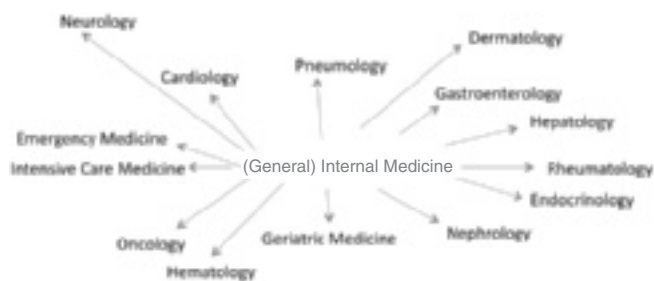 Neurology
Dermatology
Pneumology
Cardiology
Gastroenterology
Hepatology
Emergency Medicine
(General) Internal Medicine
Intensive Care Medicine
Rheumatology
Endocrinology
Nephrology
Geriatric Medicine
Oncology
Hematology